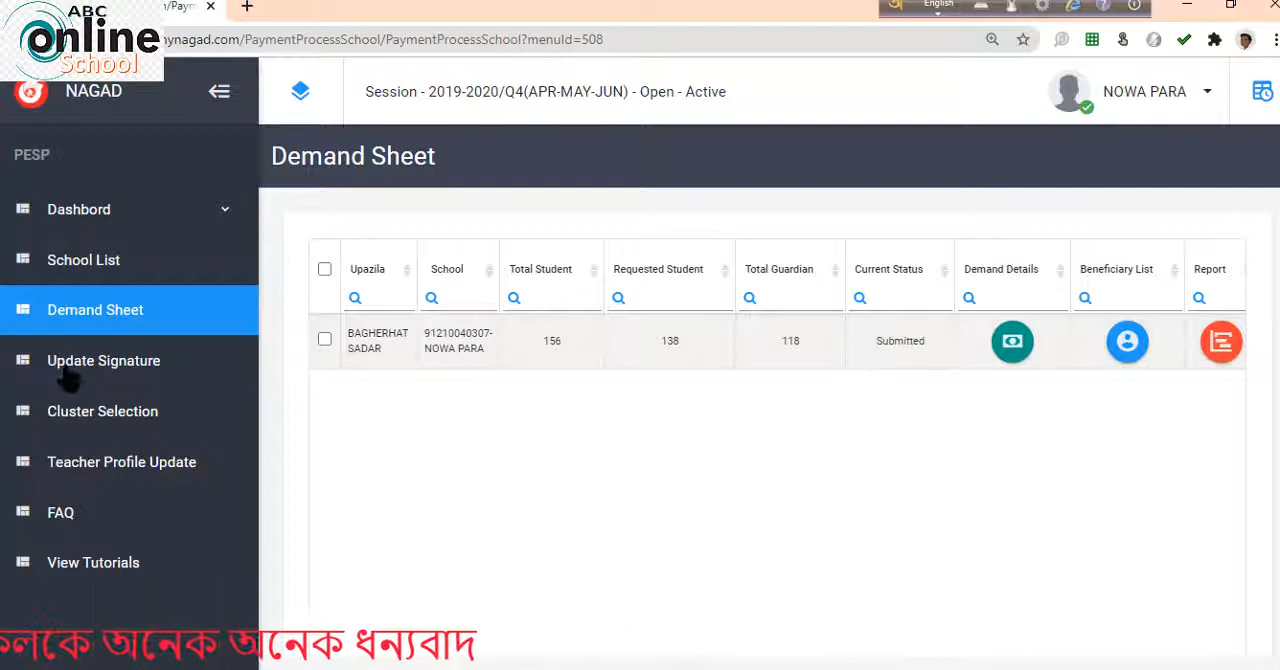 ABC
online
School
/Paym
English
ynagad.com/PaymentProcessSchool/PaymentProcessSchool?menuId=508
NAGAD
Session - 2019-2020/Q4(APR-MAY-JUN) - Open - Active
NOWA PARA
PESP
Demand Sheet
Dashbord
School List
Demand Sheet
Update Signature
Cluster Selection
Teacher Profile Update
FAQ
View Tutorials
Upazila School Total Student Requested Student Total Guardian Current Status Demand Details Beneficiary List Report
BAGHERHAT 91210040307-
SADAR NOWA PARA 156 138 118 Submitted
কলকে অনেক অনেক ধন্যবাদ